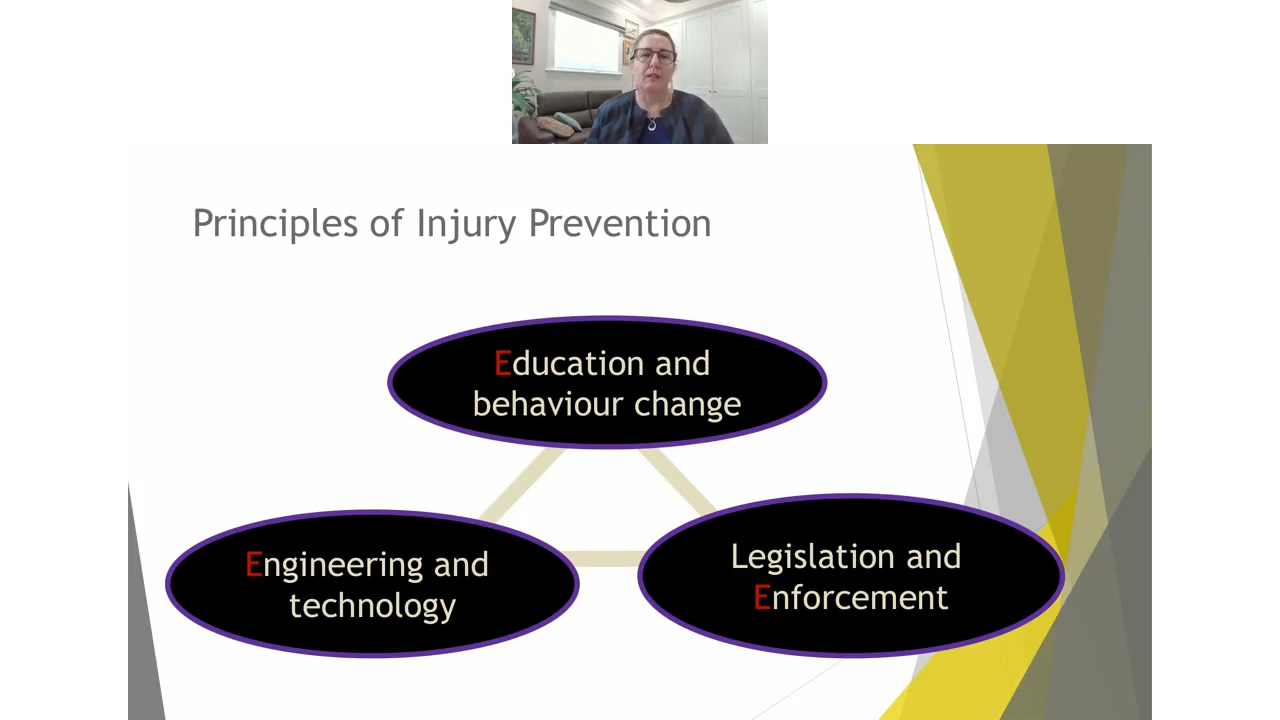 Principles of Injury Prevention
Education and
behaviour change
Engineering and
technology
Legislation and
Enforcement